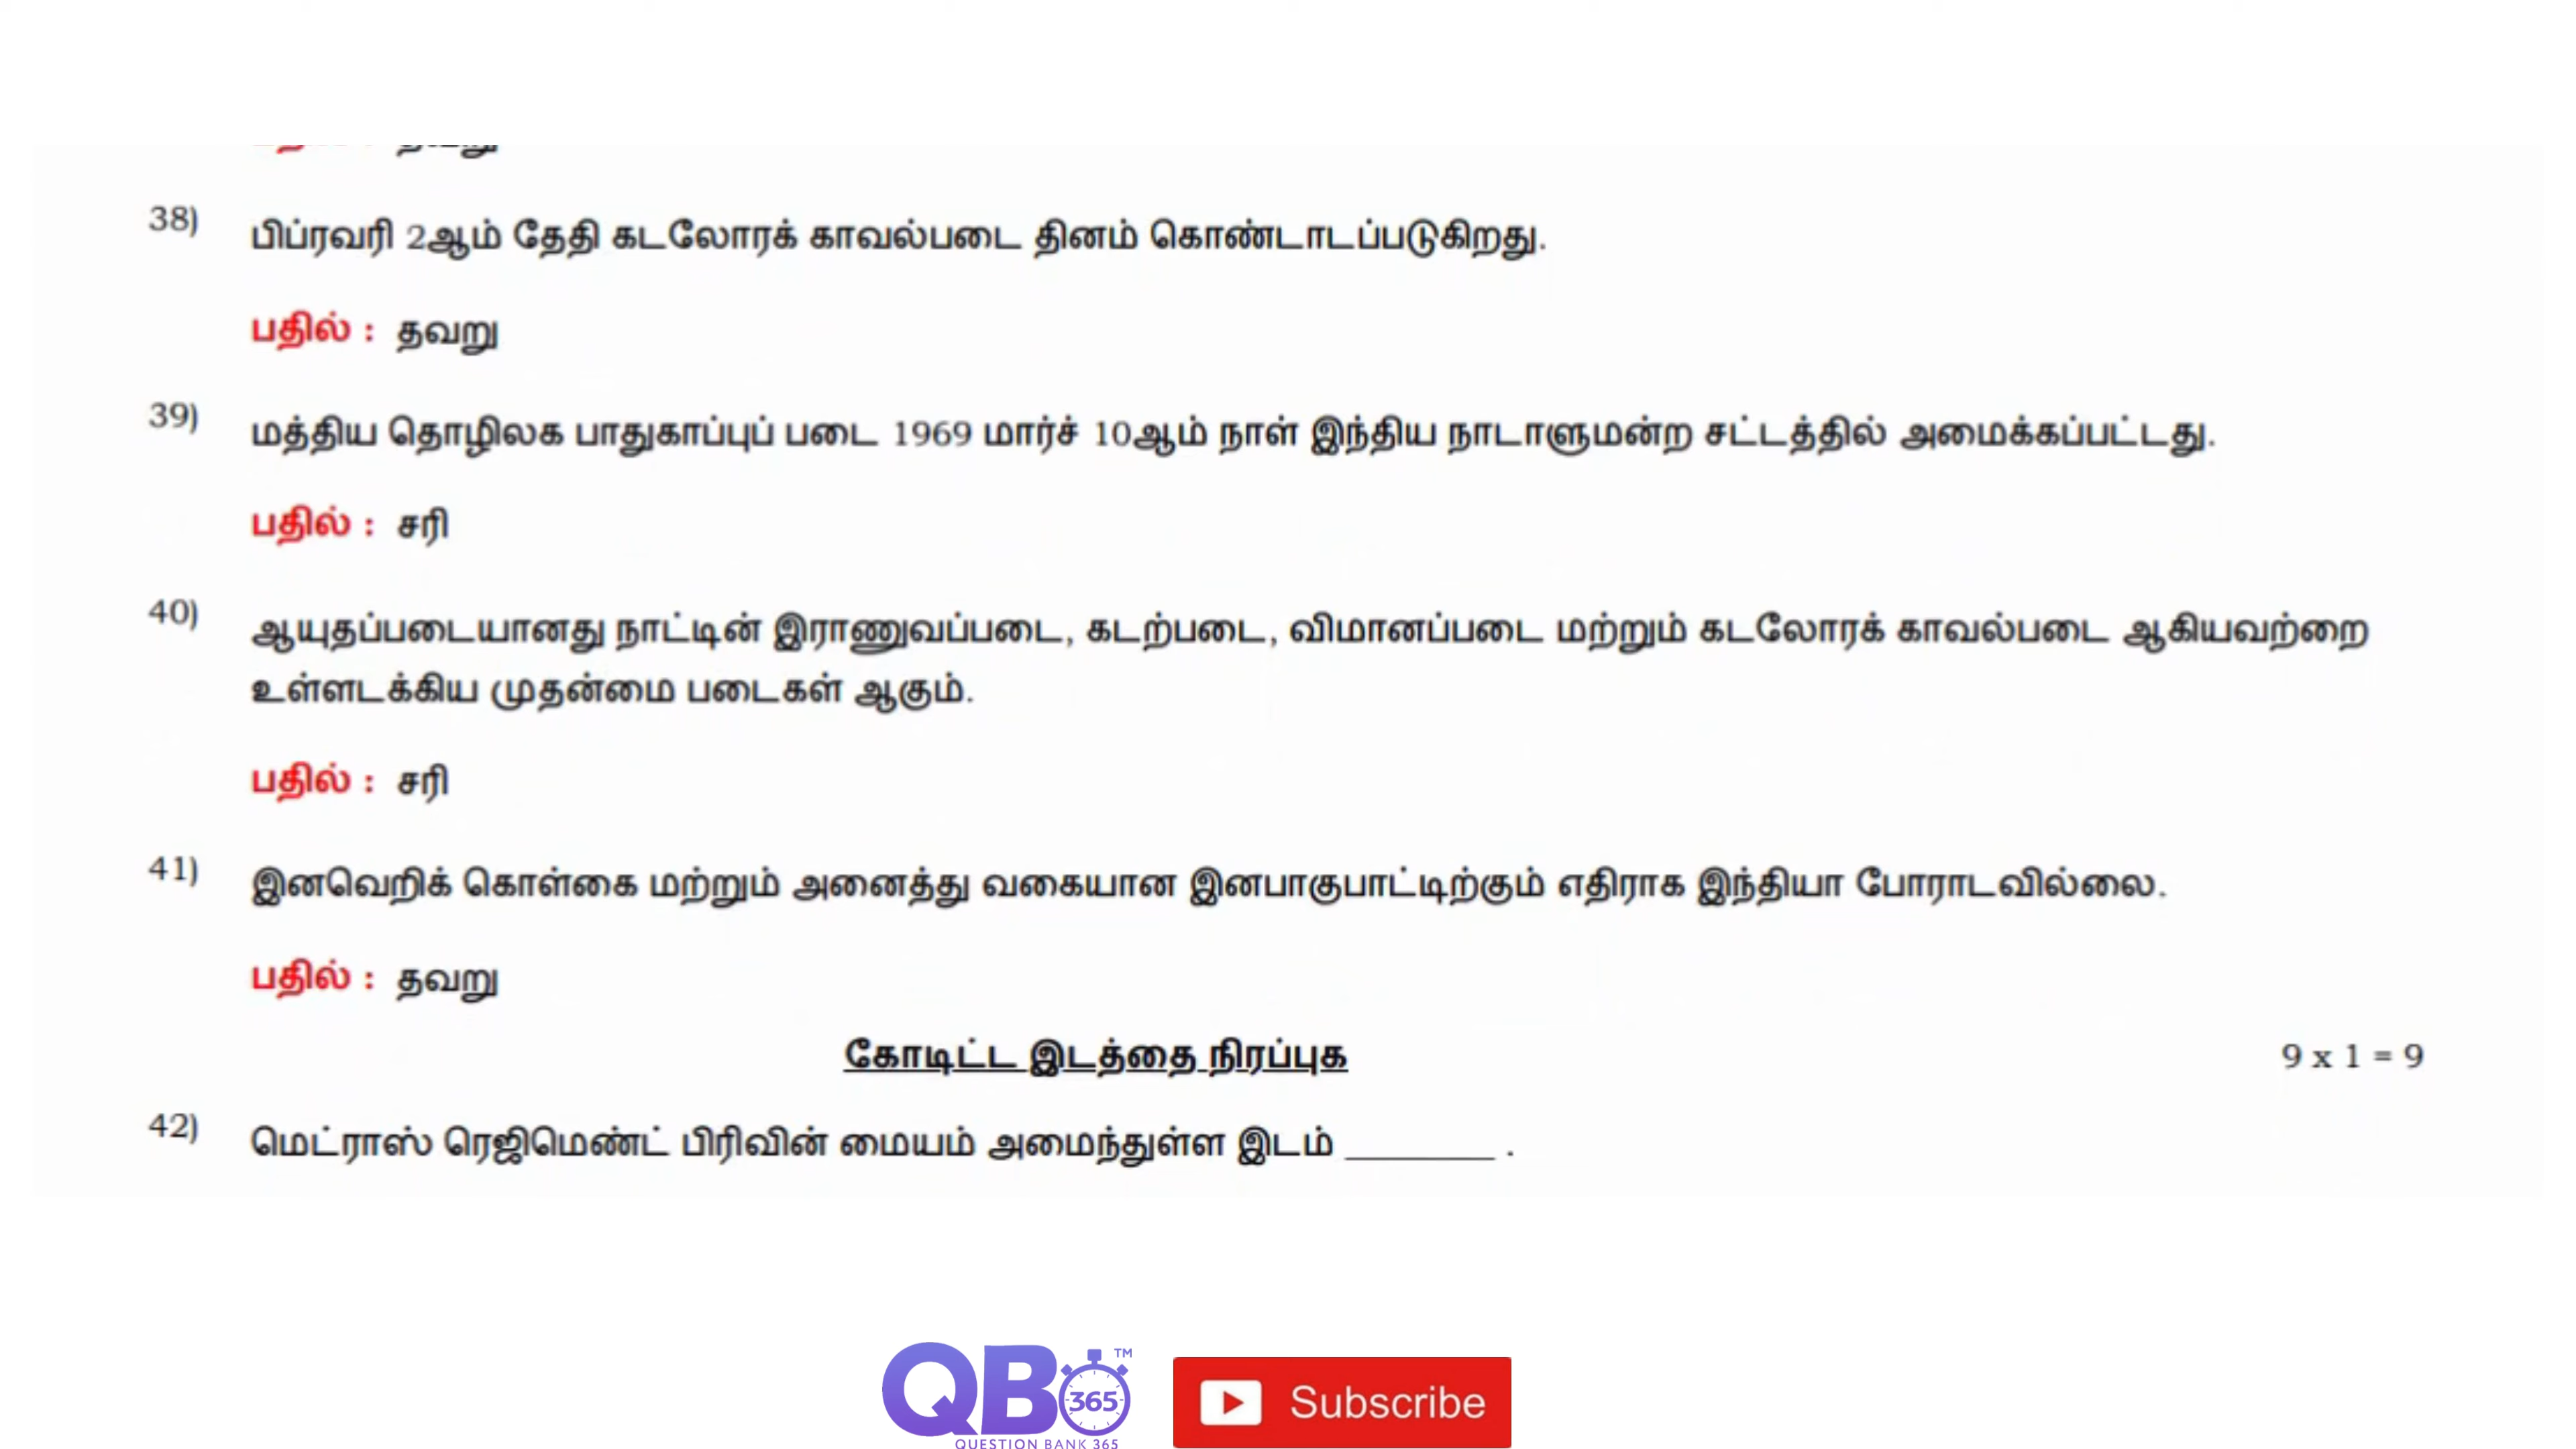 38) பிப்ரவரி 2ஆம் தேதி கடலோரக் காவல்படை தினம் கொண்டாடப்படுகிறது.
பதில் : தவறு
39) மத்திய தொழிலக பாதுகாப்புப் படை 1969 மார்ச் 10ஆம் நாள் இந்திய நாடாளுமன்ற சட்டத்தில் அமைக்கப்பட்டது.
பதில் : சரி
40) ஆயுதப்படையானது நாட்டின் இராணுவப்படை, கடற்படை, விமானப்படை மற்றும் கடலோரக் காவல்படை ஆகியவற்றை
உள்ளடக்கிய முதன்மை படைகள் ஆகும்.
பதில் : சரி
41) இனவெறிக் கொள்கை மற்றும் அனைத்து வகையான இனபாகுபாட்டிற்கும் எதிராக இந்தியா போராடவில்லை.
பதில் : தவறு
கோடிட்ட இடத்தை நிரப்புக 9 x 1 = 9
42) மெட்ராஸ் ரெஜிமெண்ட் பிரிவின் மையம் அமைந்துள்ள இடம் _______ .
QB 365 ™
QUESTION BANK 365
Subscribe